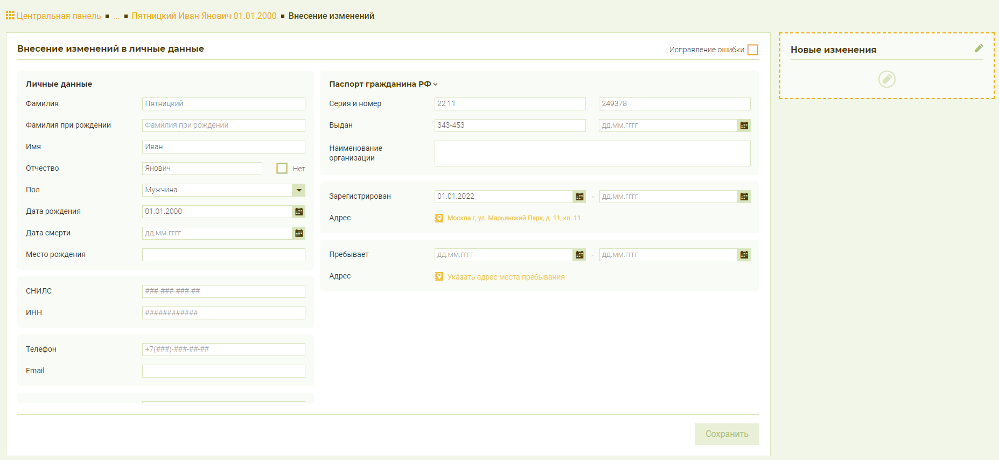 Центральная панель ... Пятницкий Иван Янович 01.01.2000 Внесение изменений
Внесение изменений в личные данные
Исправление ошибки
Личные данные
Фамилия Пятницкий
Фамилия при рождении Фамилия при рождении
Имя Иван
Отчество Янович Нет
Пол Мужчина
Дата рождения 01.01.2000
Дата смерти дд.мм.гггг
Место рождения
СНИЛС ###-###-###-##
ИНН ############
Телефон +7(###)-###-##-##
Email
Паспорт гражданина РФ
Серия и номер 22 11 249378
Выдан 343-453 дд.мм.гггг
Наименование
организации
Зарегистрирован 01.01.2022 - дд.мм.гггг
Адрес Москва г, ул. Марьинский Парк, д. 11, кв. 11
Пребывает дд.мм.гггг - дд.мм.гггг
Адрес Указать адрес места пребывания
Сохранить
Новые изменения